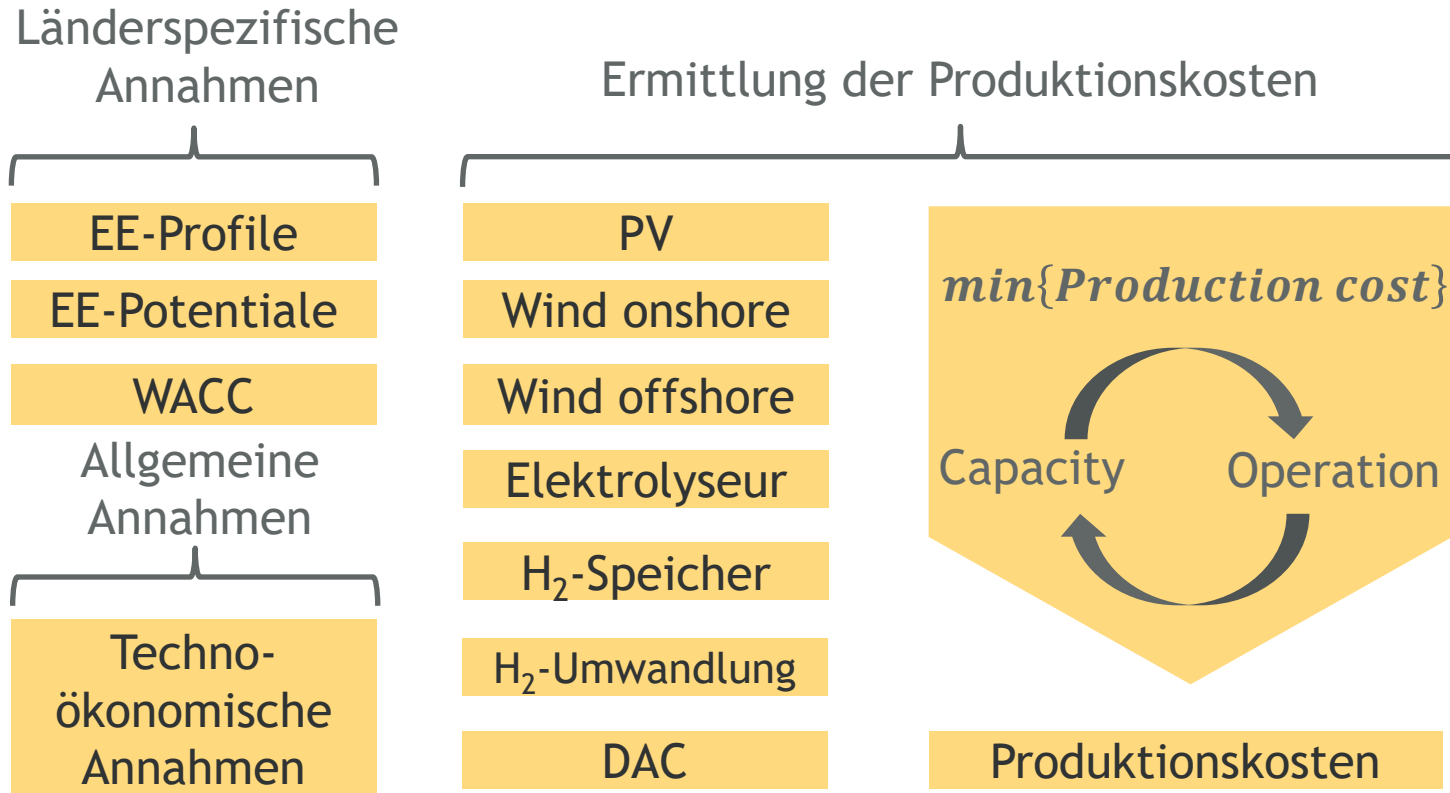 Länderspezifische
Annahmen
EE-Profile
EE-Potentiale
WACC
Allgemeine
Annahmen
Techno-
ökonomische
Annahmen
Ermittlung der Produktionskosten
PV
Wind onshore
Wind offshore
Elektrolyseur
H₂-Speicher
H₂-Umwandlung
DAC
min{Production cost}
Capacity
Operation
Produktionskosten